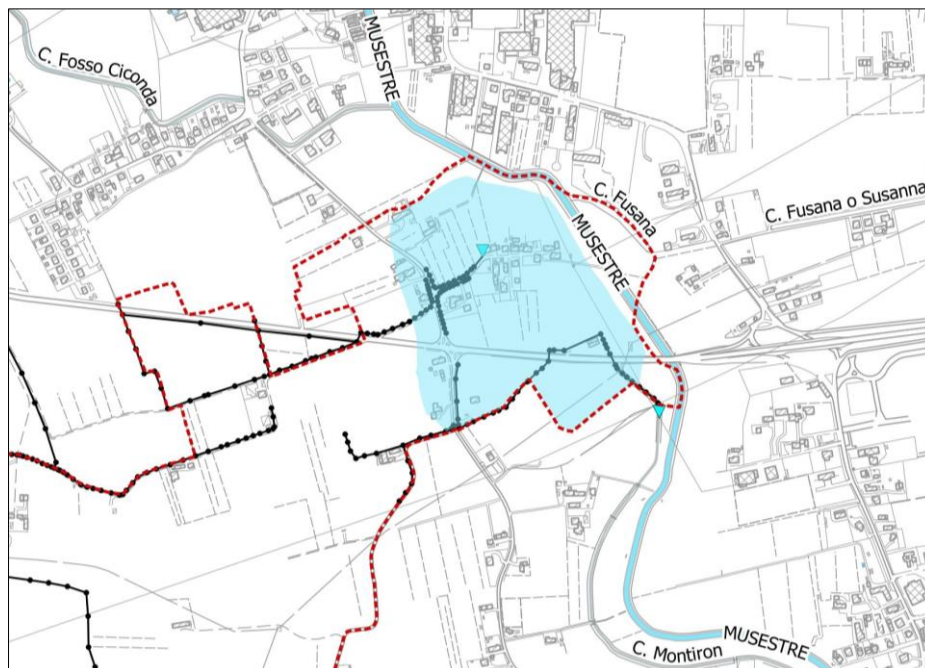 MUSESTRE
C. Fosso Ciconda
C. Fusana
C. Fusana o Susanna
MUSESTRE
MUSESTRE
C. Montiron